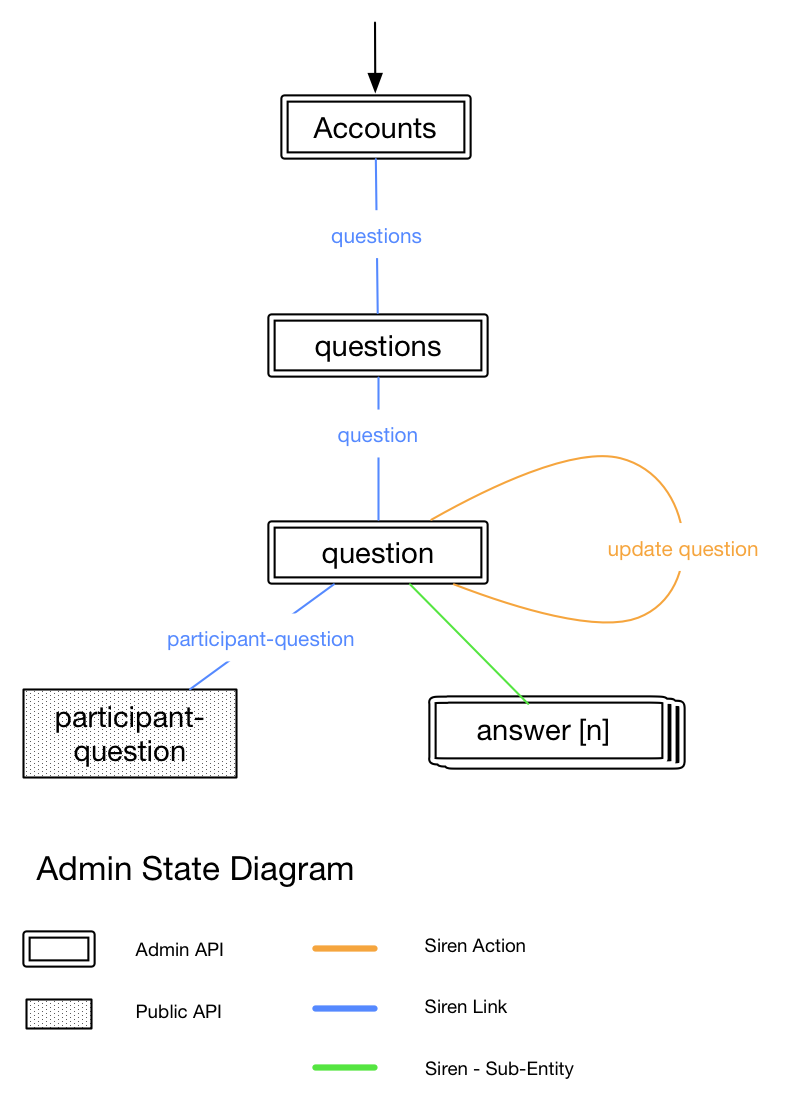 Accounts
questions
questions
question
question
update question
participant-question
participant-
question
answer [n]
Admin State Diagram
Admin API
Siren Action
Public API
Siren Link
Siren - Sub-Entity